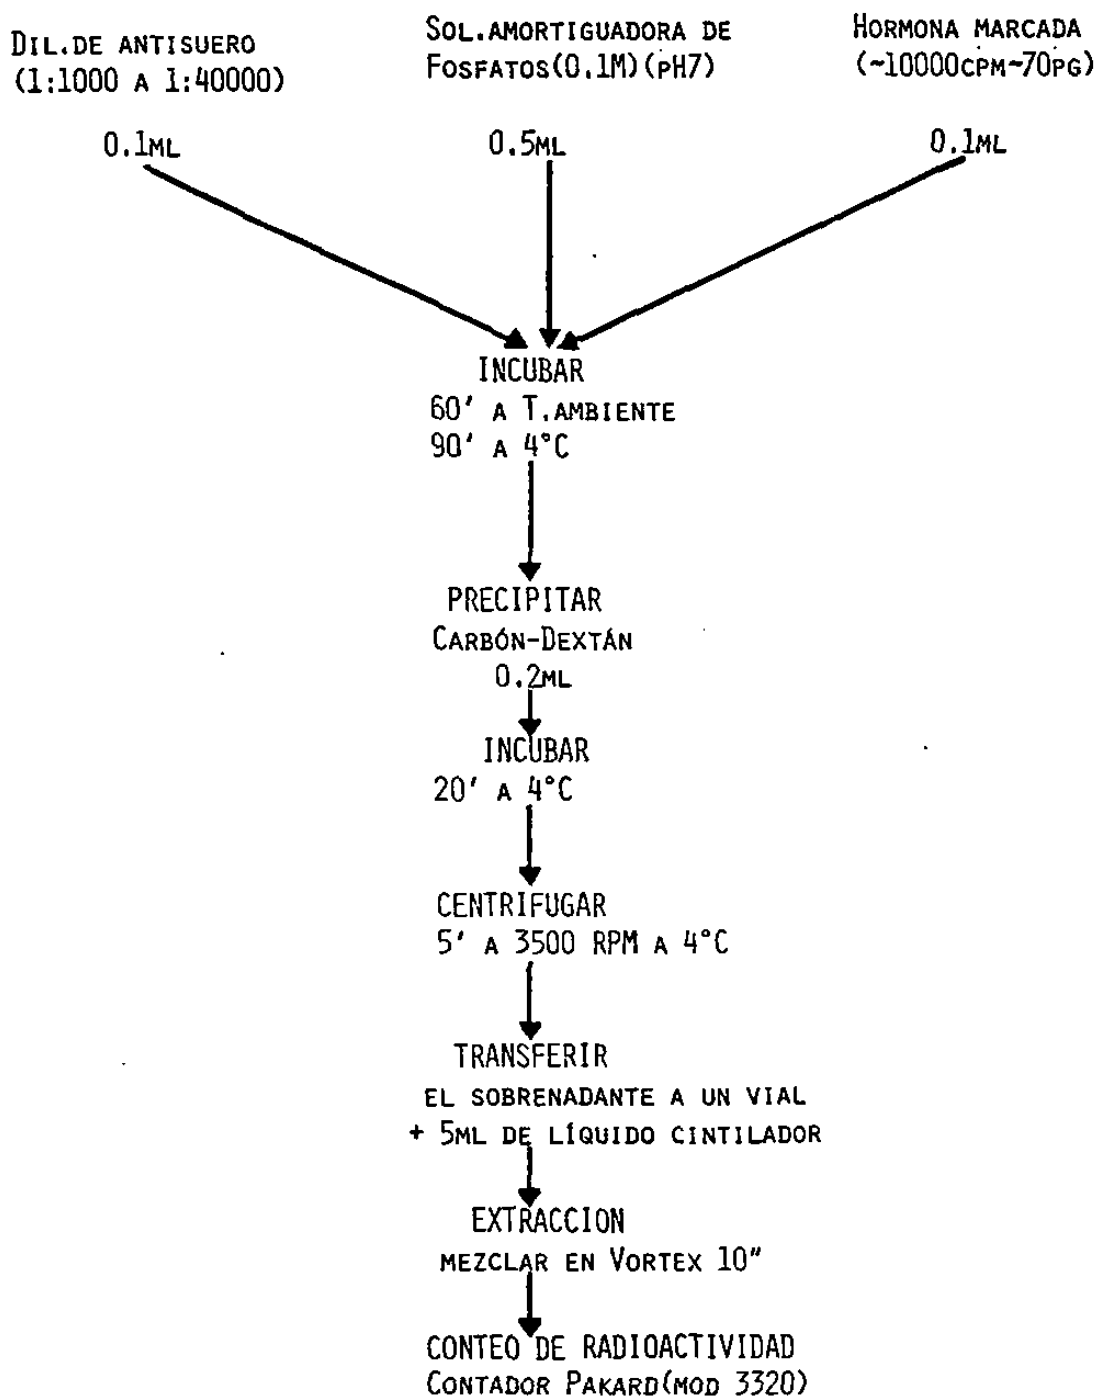 DIL.DE ANTISUERO
(1:1000 A 1:40000)
0.1ML
SOL.AMORTIGUADORA DE
FOSFATOS(0.1M)(PH7)
0.5ML
HORMONA MARCADA
(~10000CPM~70PG)
0.1ML
INCUBAR
60' A T.AMBIENTE
90' A 4°C
PRECIPITAR
CARBÓN-DEXTÁN
0.2ML
INCUBAR
20' A 4°C
CENTRIFUGAR
5' A 3500 RPM A 4°C
TRANSFERIR
EL SOBRENADANTE A UN VIAL
+ 5ML DE LÍQUIDO CINTILADOR
EXTRACCION
MEZCLAR EN VORTEX 10"
CONTEO DE RADIOACTIVIDAD
CONTADOR PAKARD(MOD 3320)